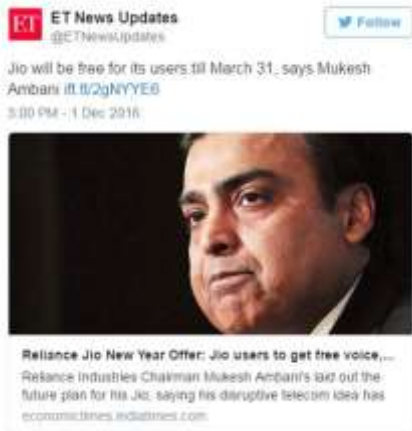 ET ET News Updates
@ETNewsUpdates
Follow
Jio will be free for its users till March 31, says Mukesh
Ambani ift.tt/2gNYYE6
3:00 PM - 1 Dec 2016
Reliance Jio New Year Offer: Jio users to get free voice,...
Reliance Industries Chairman Mukesh Ambani's laid out the
future plan for his Jio, saying his disruptive telecom idea has
economictimes.indiatimes.com